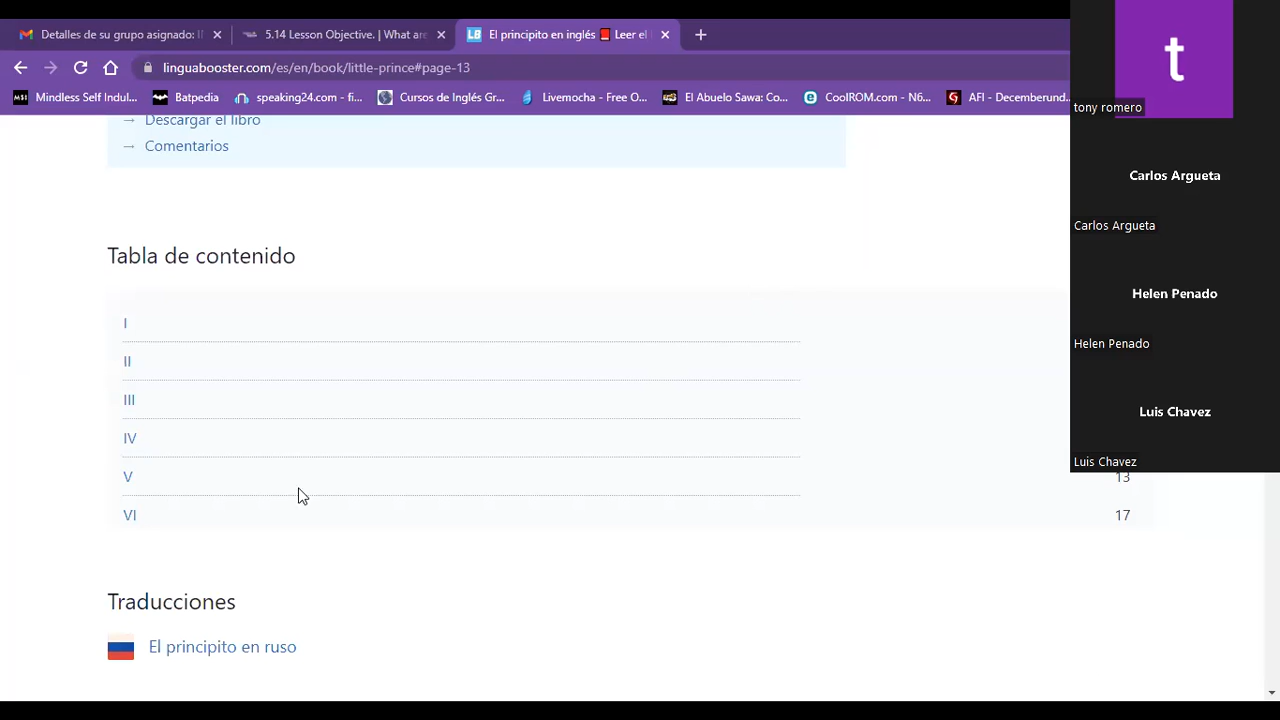 Detalles de su grupo asignado: I
5.14 Lesson Objective. | What are
LB El principito en inglés Leer el
linguabooster.com/es/en/book/little-prince#page-13
MSI Mindless Self Indul...
Batpedia
speaking24.com - fi...
Cursos de Inglés Gr...
Livemocha - Free O...
El Abuelo Sawa: Co...
CoolROM.com - N6...
AFI - Decemberund...
→ Descargar el libro
→ Comentarios
Tabla de contenido
I
II
III
IV
V 13
VI 17
Traducciones
El principito en ruso
t
tony romero
Carlos Argueta
Carlos Argueta
Helen Penado
Helen Penado
Luis Chavez
Luis Chavez